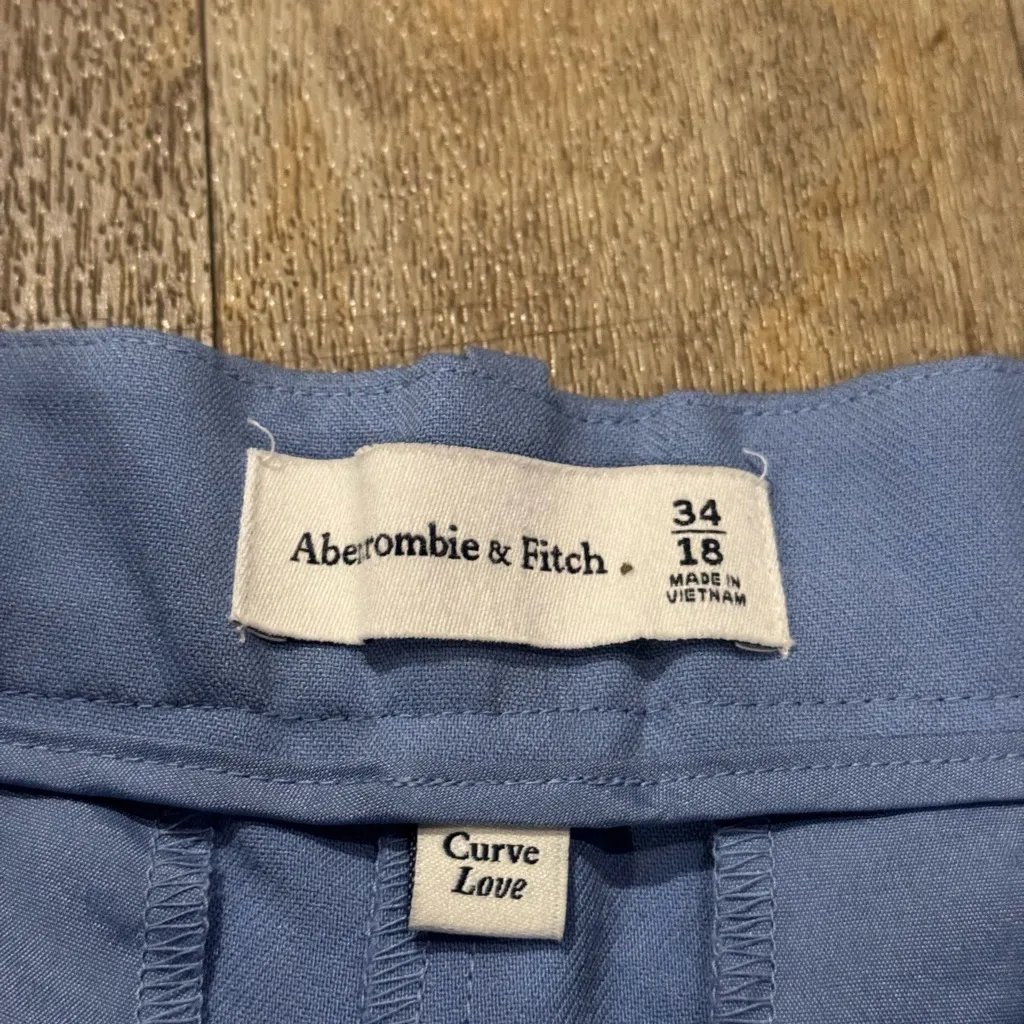 Abercrombie & Fitch
34
18
MADE IN
VIETNAM
Curve
Love